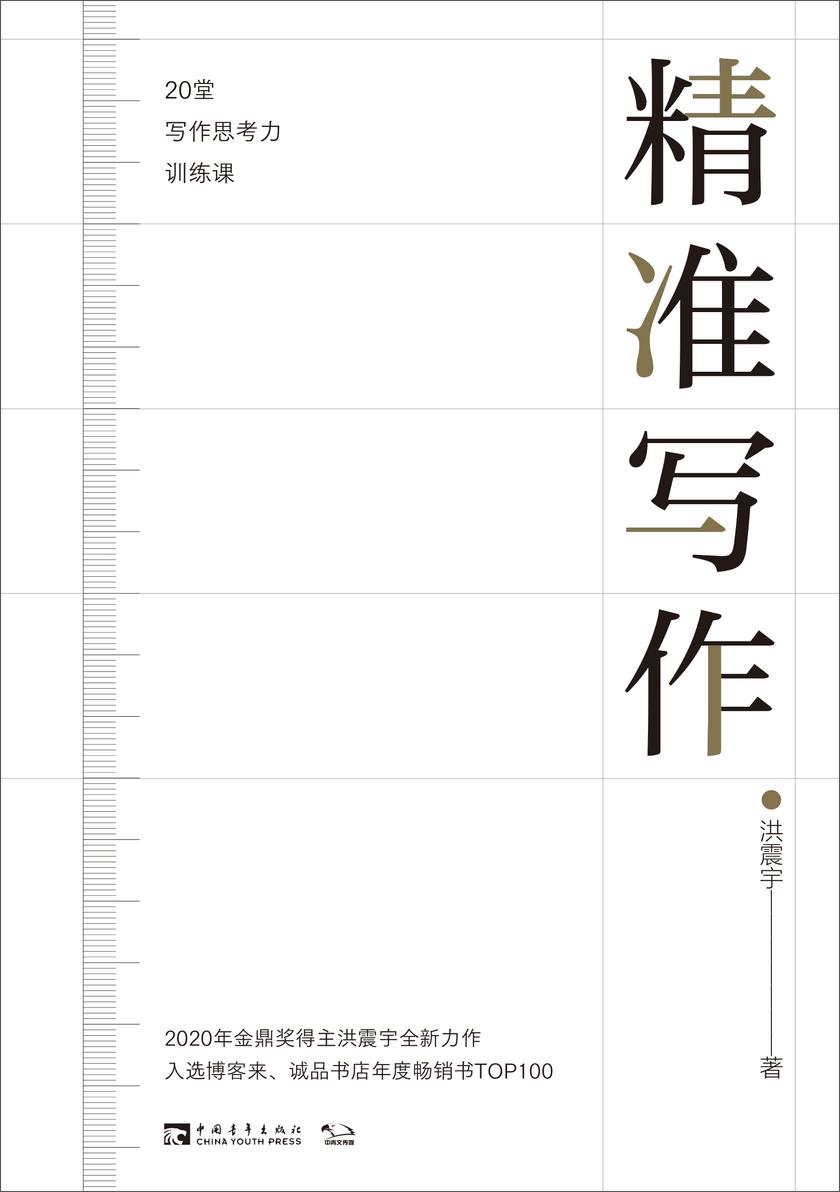 20堂
写作思考力
训练课
精准写作
洪震宇 著
2020年金鼎奖得主洪震宇全新力作
入选博客来、诚品书店年度畅销书TOP100
中国青年出版社
CHINA YOUTH PRESS
中青文传媒